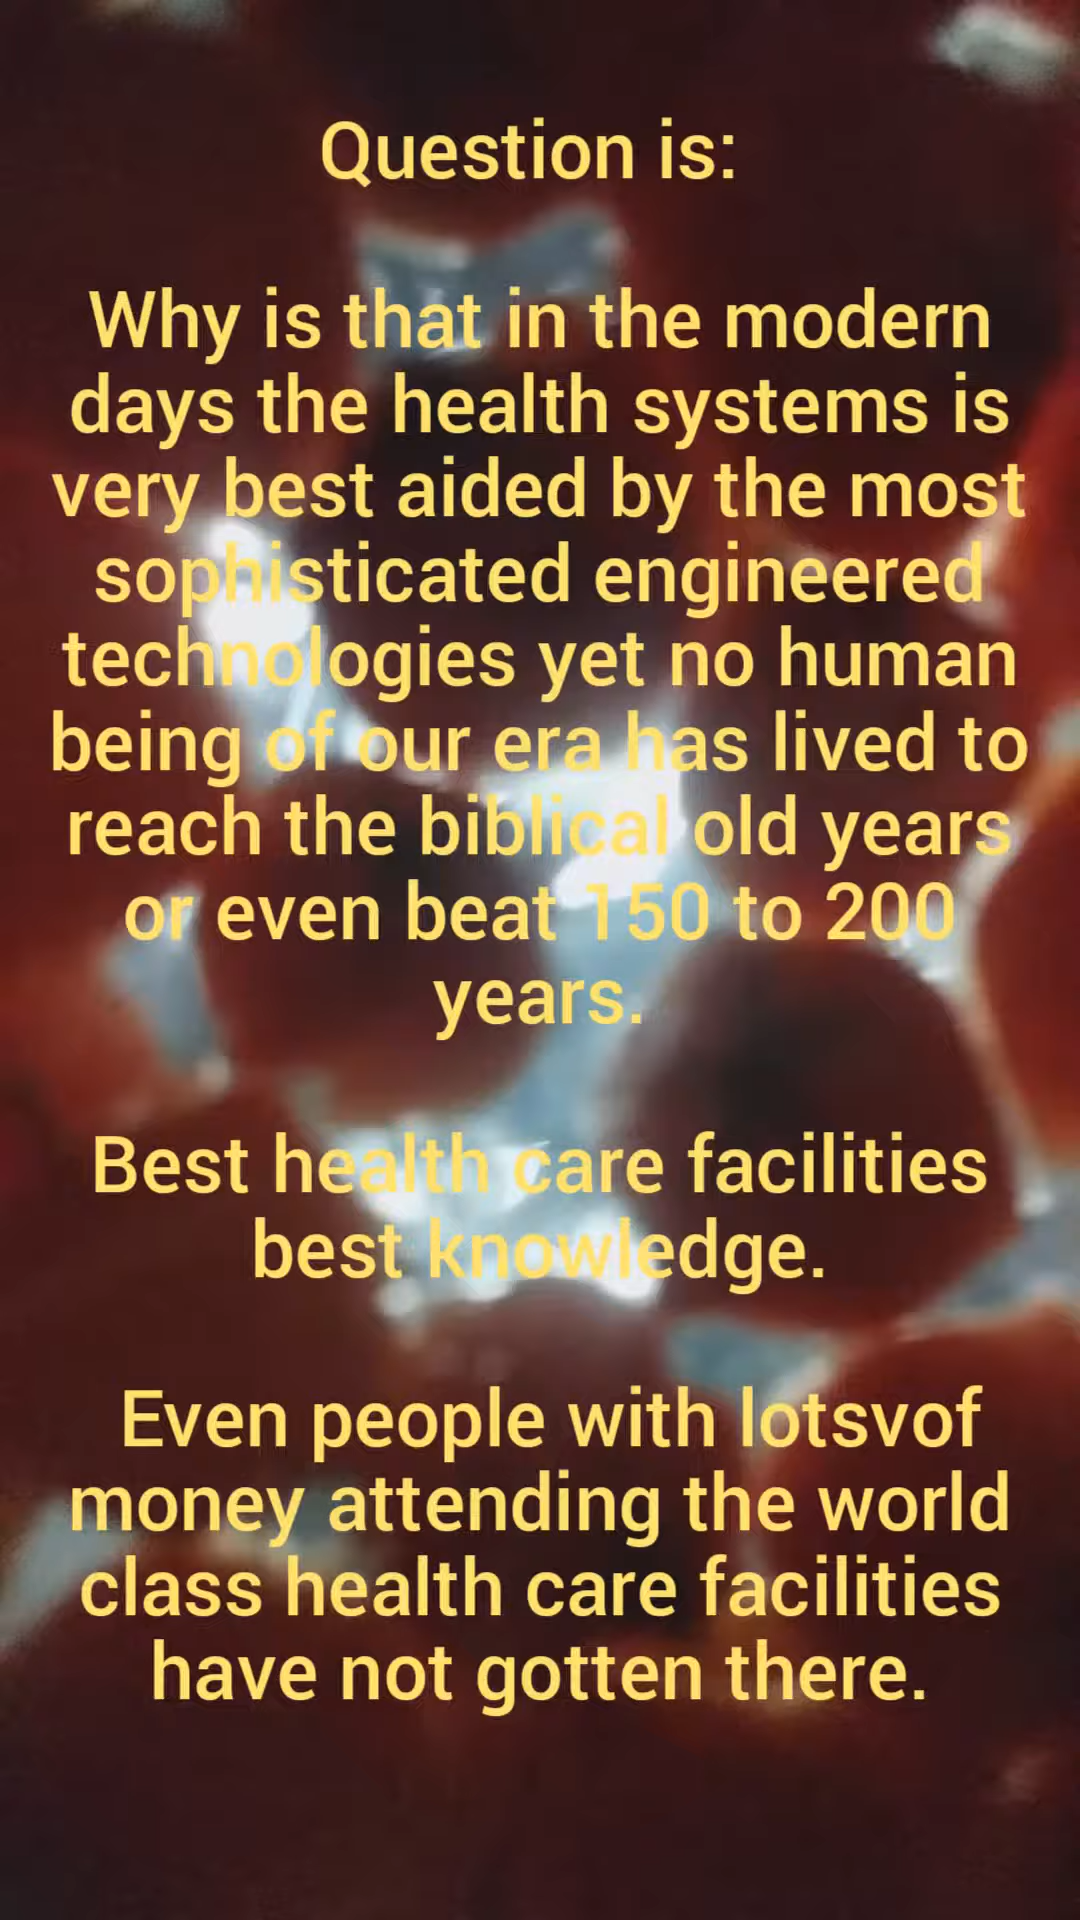 Question is:
Why is that in the modern
days the health systems is
very best aided by the most
sophisticated engineered
technologies yet no human
being of our era has lived to
reach the biblical old years
or even beat 150 to 200
years.
Best health care facilities
best knowledge.
Even people with lotsvof
money attending the world
class health care facilities
have not gotten there.